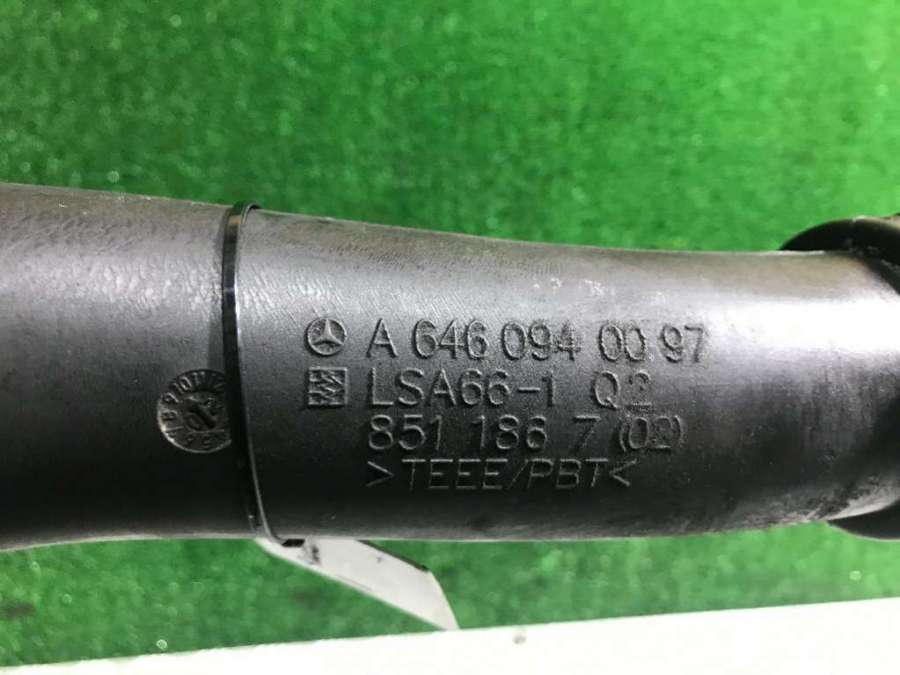 A 646 094 00 97
LSA66-1 Q2
851 186 7 (02)
>TEEE/PBT<